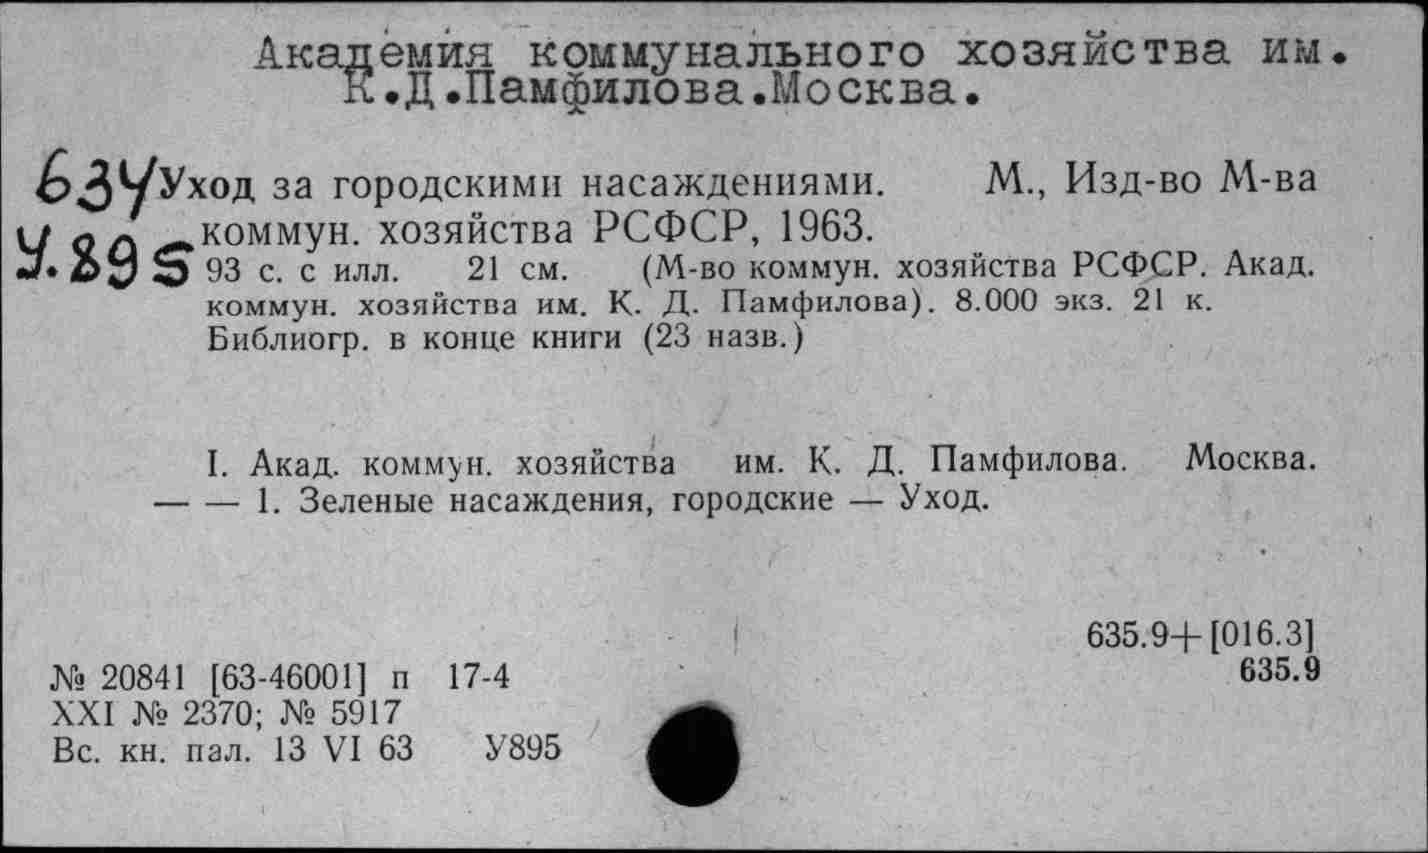 Академия коммунального хозяйства им.
К.Д.Памфилова.Москва.
63У Уход за городскими насаждениями. М., Изд-во М-ва
У.895 коммун. хозяйства РСФСР, 1963.
93 с. с илл. 21 см. (М-во коммун. хозяйства РСФСР. Акад.
коммун. хозяйства им. К. Д. Памфилова). 8.000 экз. 21 к.
Библиогр. в конце книги (23 назв.)
I. Акад. коммун. хозяйства им. К. Д. Памфилова. Москва.
— — 1. Зеленые насаждения, городские — Уход.
635.9+[016.3]
635.9
№ 20841 [63-46001] п 17-4
XXI № 2370; № 5917
Вс. кн. пал. 13 VI 63 У895